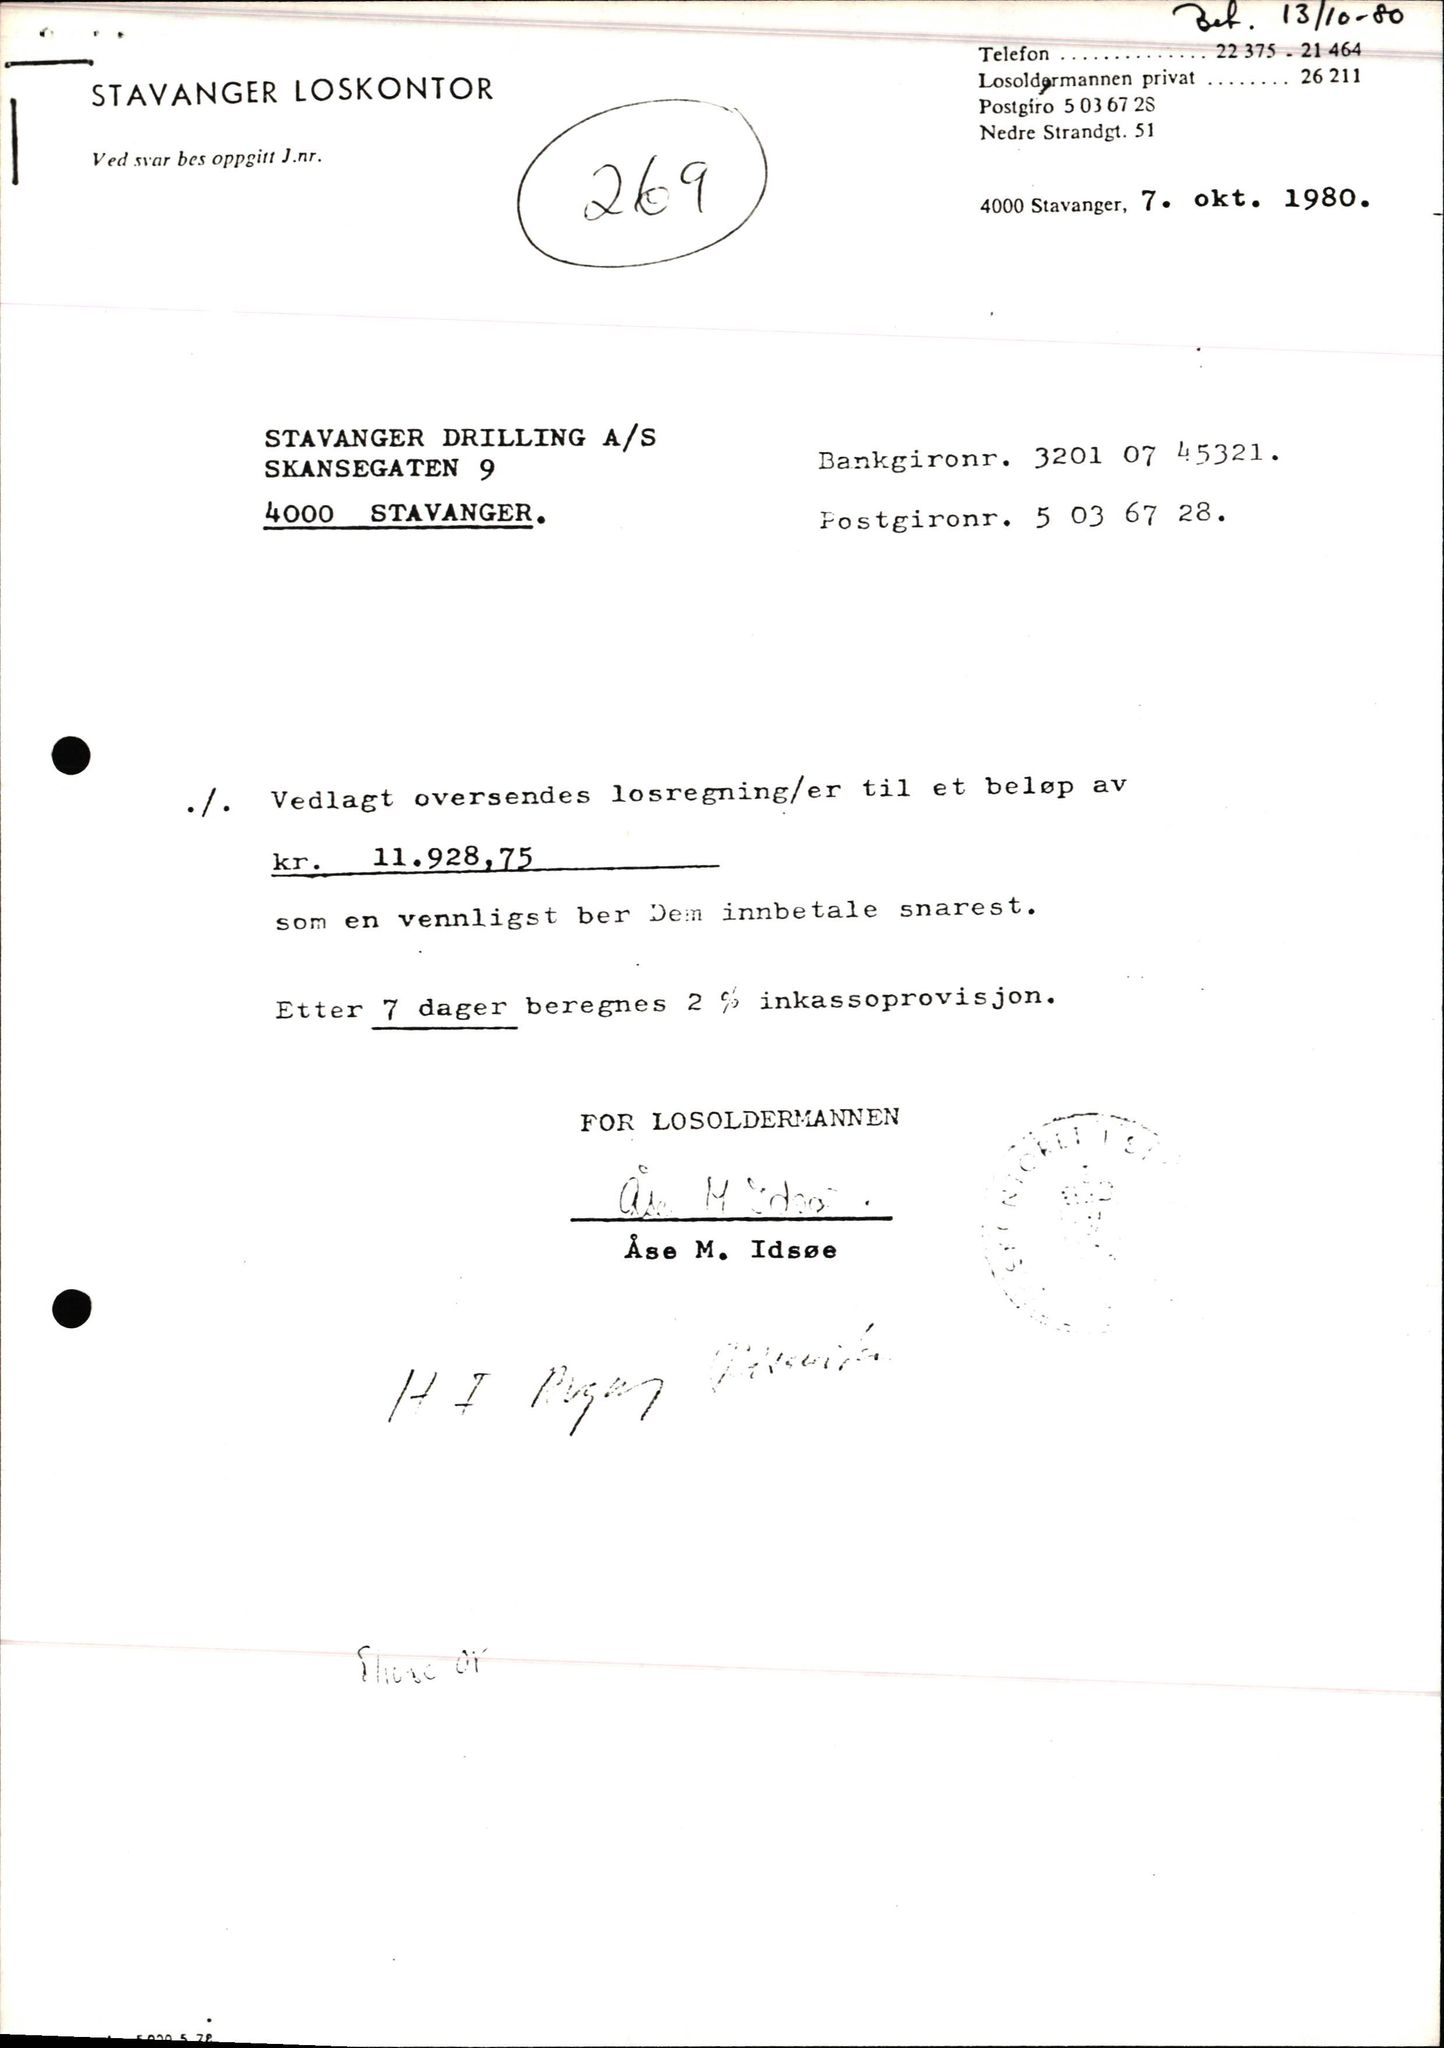 Bet. 13/10-80
Telefon .............. 22 375 - 21 464
Losoldermannen privat ........ 26 211
Postgiro 5 03 67 28
Nedre Strandgt. 51
STAVANGER LOSKONTOR
Ved svar bes oppgitt J.nr.
269
4000 Stavanger, 7. okt. 1980.
STAVANGER DRILLING A/S
SKANSEGATEN 9
4000 STAVANGER.
Bankgironr. 3201 07 45321.
Postgironr. 5 03 67 28.
./. Vedlagt oversendes losregning/er til et beløp av
kr. 11.928,75
som en vennligst ber Dem innbetale snarest.
Etter 7 dager beregnes 2 % inkassoprovisjon.
FOR LOSOLDERMANNEN
Åse M Idsøe.
Åse M. Idsøe
H I